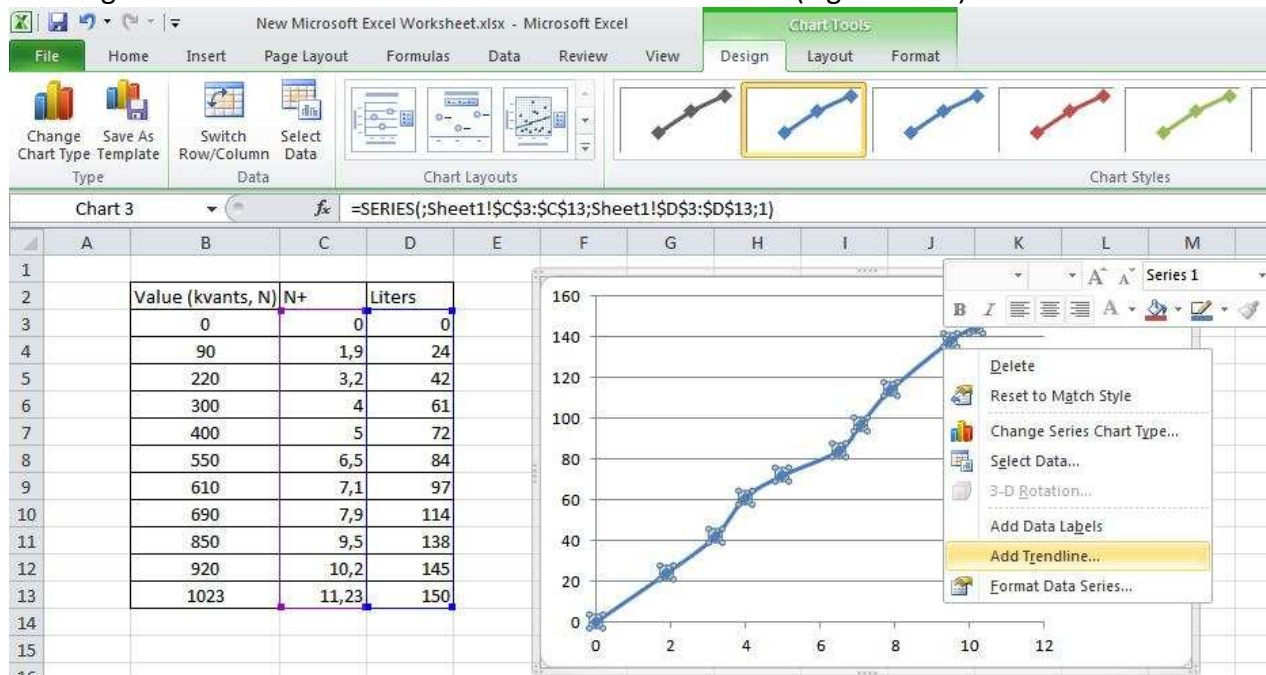 New Microsoft Excel Worksheet.xlsx - Microsoft Excel
Chart Tools
File Home Insert Page Layout Formulas Data Review View Design Layout Format
Change Chart Type
Save As Template
Switch Row/Column
Select Data
Type Data Chart Layouts Chart Styles
Chart 3 fx =SERIES(;Sheet1!$C$3:$C$13;Sheet1!$D$3:$D$13;1)
A B C D E F G H I J K L M
1
2 Value (kvants, N) N+ Liters
3 0 0 0
4 90 1,9 24
5 220 3,2 42
6 300 4 61
7 400 5 72
8 550 6,5 84
9 610 7,1 97
10 690 7,9 114
11 850 9,5 138
12 920 10,2 145
13 1023 11,23 150
14
15
160
140
120
100
80
60
40
20
0
0 2 4 6 8 10 12
A A Series 1
B I A
Delete
Reset to Match Style
Change Series Chart Type...
Select Data...
3-D Rotation...
Add Data Labels
Add Trendline...
Format Data Series...